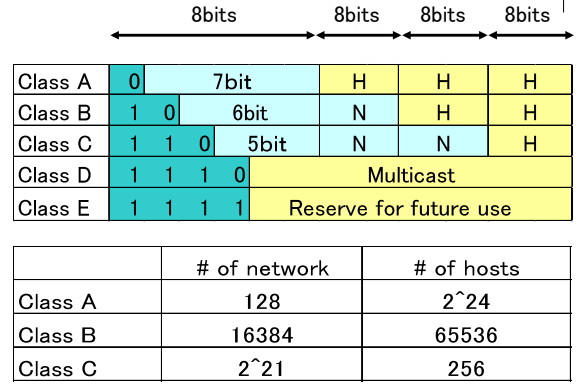 8bits 8bits 8bits 8bits
Class A 0 7bit H H H
Class B 1 0 6bit N H H
Class C 1 1 0 5bit N N H
Class D 1 1 1 0 Multicast
Class E 1 1 1 1 Reserve for future use
# of network # of hosts
Class A 128 2^24
Class B 16384 65536
Class C 2^21 256